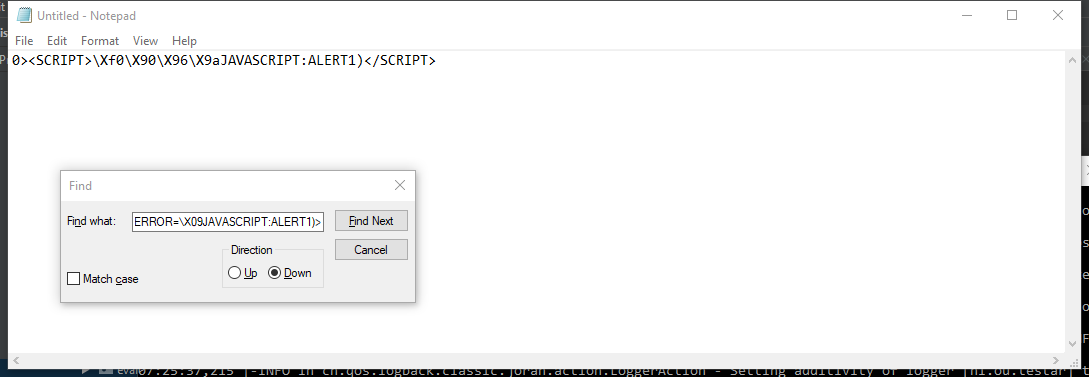 Untitled - Notepad
File Edit Format View Help
0><SCRIPT>\Xf0\X90\X96\X9aJAVASCRIPT:ALERT1)</SCRIPT>
Find
Find what: ERROR=\X09JAVASCRIPT:ALERT1)> Find Next
Cancel
Direction
Up Down
Match case
07:25:37,215 |-INFO in ch.qos.logback.classic.joran.action.LoggerAction - Setting additivity of logger [nl.ou.testar]